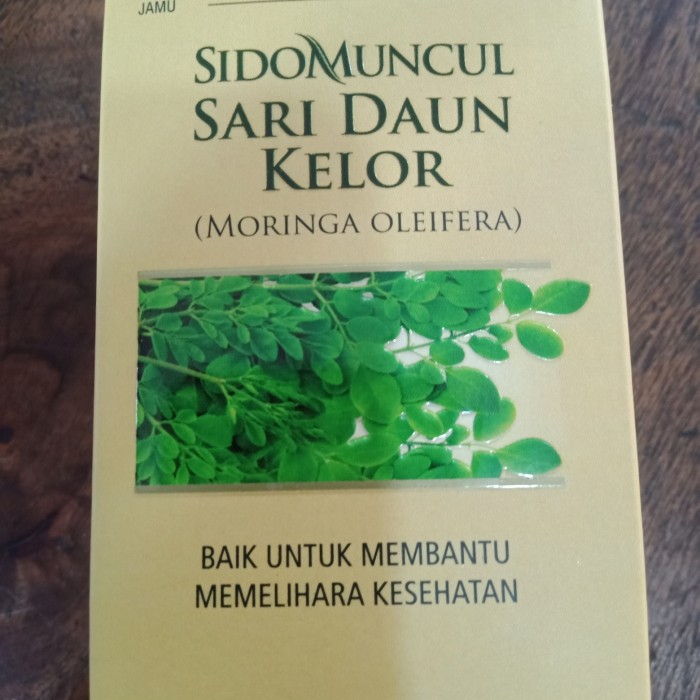 JAMU
SIDOMUNCUL
SARI DAUN
KELOR
(MORINGA OLEIFERA)
BAIK UNTUK MEMBANTU
MEMELIHARA KESEHATAN